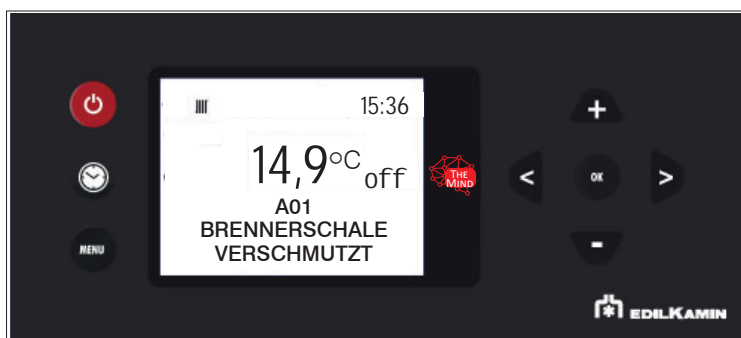 15:36
14,9°C off
THE
MIND
A01
BRENNERSCHALE
VERSCHMUTZT
MENU
+
<
OK
>
-
EDILKAMIN